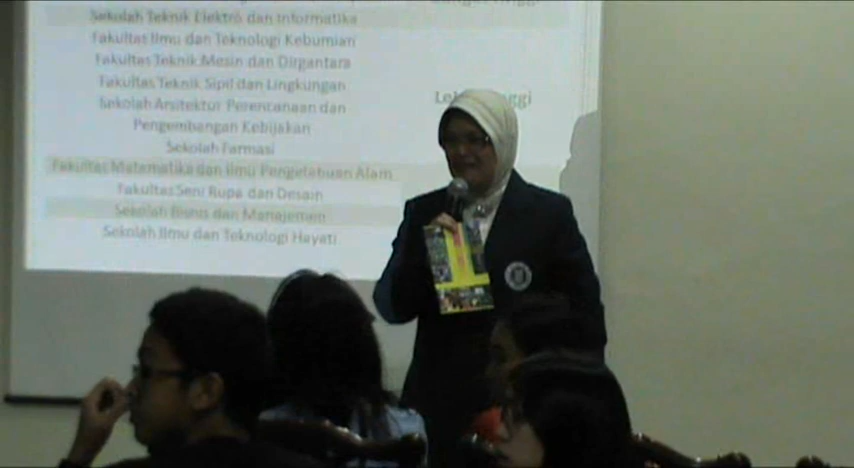 Sekolah Teknik Elektro dan Informatika
Fakultas Ilmu dan Teknologi Kebumian
Fakultas Teknik Mesin dan Dirgantara
Fakultas Teknik Sipil dan Lingkungan
Sekolah Arsitektur Perencanaan dan
Pengembangan Kebijakan
Sekolah Farmasi
Fakultas Matematika dan Ilmu Pengetahuan Alam
Fakultas Seni Rupa dan Desain
Sekolah Bisnis dan Manajemen
Sekolah Ilmu dan Teknologi Hayati